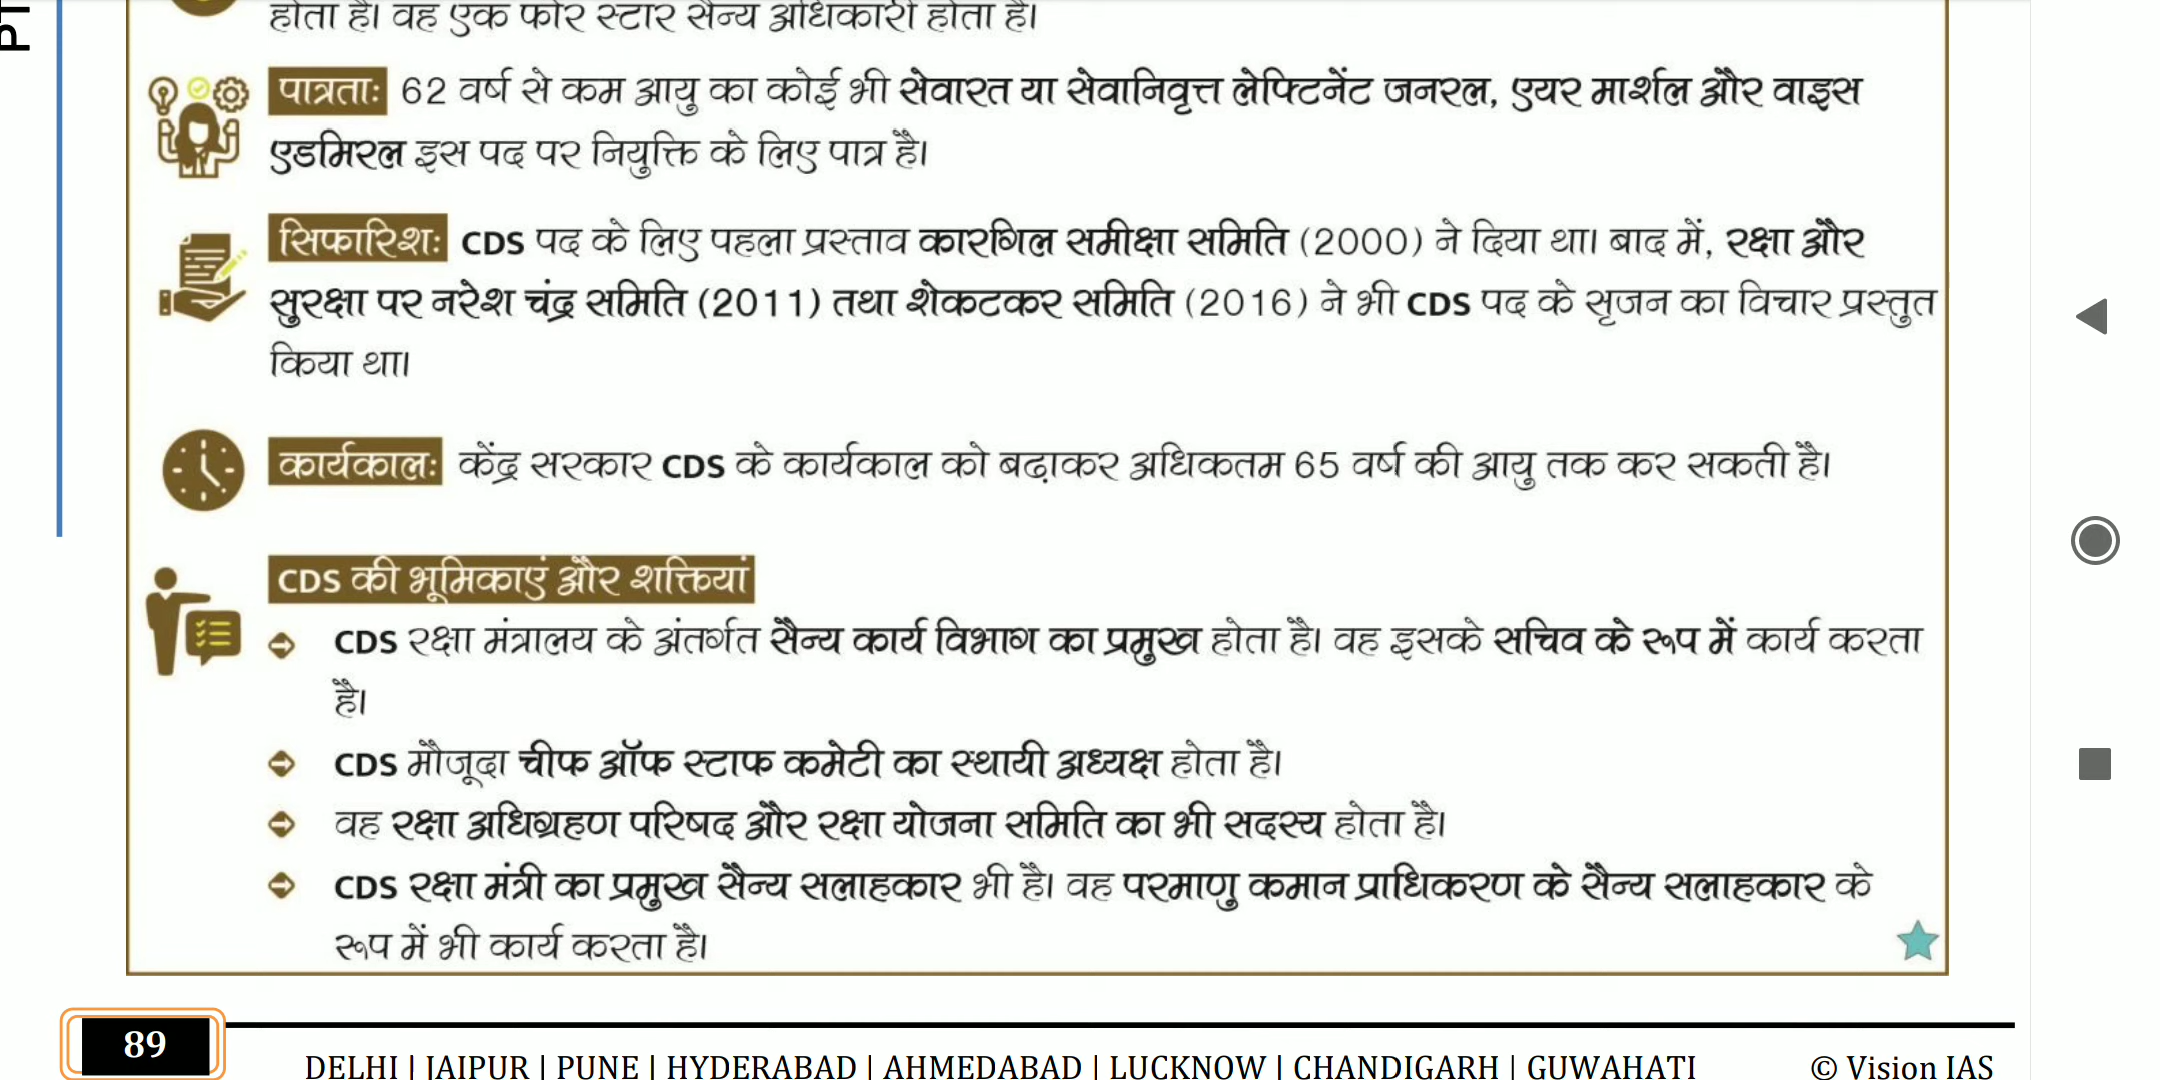 होता है। वह एक फोर स्टार सैन्य अधिकारी होता है।
पात्रता: 62 वर्ष से कम आयु का कोई भी सेवारत या सेवानिवृत्त लेफ्टिनेंट जनरल, एयर मार्शल और वाइस
एडमिरल इस पद पर नियुक्ति के लिए पात्र है।
सिफारिश: CDS पद के लिए पहला प्रस्ताव कारगिल समीक्षा समिति (2000) ने दिया था। बाद में, रक्षा और
सुरक्षा पर नरेश चंद्र समिति (2011) तथा शेकटकर समिति (2016) ने भी CDS पद के सृजन का विचार प्रस्तुत
किया था।
कार्यकाल: केंद्र सरकार CDS के कार्यकाल को बढ़ाकर अधिकतम 65 वर्ष की आयु तक कर सकती है।
CDS की भूमिकाएं और शक्तियां
CDS रक्षा मंत्रालय के अंतर्गत सैन्य कार्य विभाग का प्रमुख होता है। वह इसके सचिव के रूप में कार्य करता
है।
CDS मौजूदा चीफ ऑफ स्टाफ कमेटी का स्थायी अध्यक्ष होता है।
वह रक्षा अधिग्रहण परिषद और रक्षा योजना समिति का भी सदस्य होता है।
CDS रक्षा मंत्री का प्रमुख सैन्य सलाहकार भी है। वह परमाणु कमान प्राधिकरण के सैन्य सलाहकार के
रूप में भी कार्य करता है।
89
DELHI | JAIPUR | PUNE | HYDERABAD | AHMEDABAD | LUCKNOW | CHANDIGARH | GUWAHATI © Vision IAS